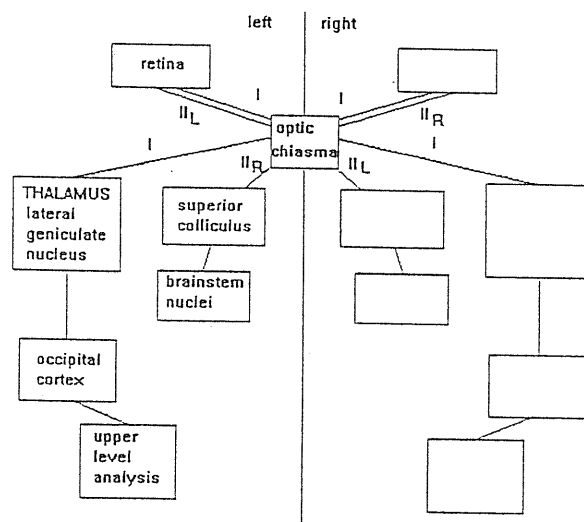 left right
retina
I I
II L II R
optic
chiasma
I I
II R II L
THALAMUS
lateral
geniculate
nucleus
superior
colliculus
brainstem
nuclei
occipital
cortex
upper
level
analysis